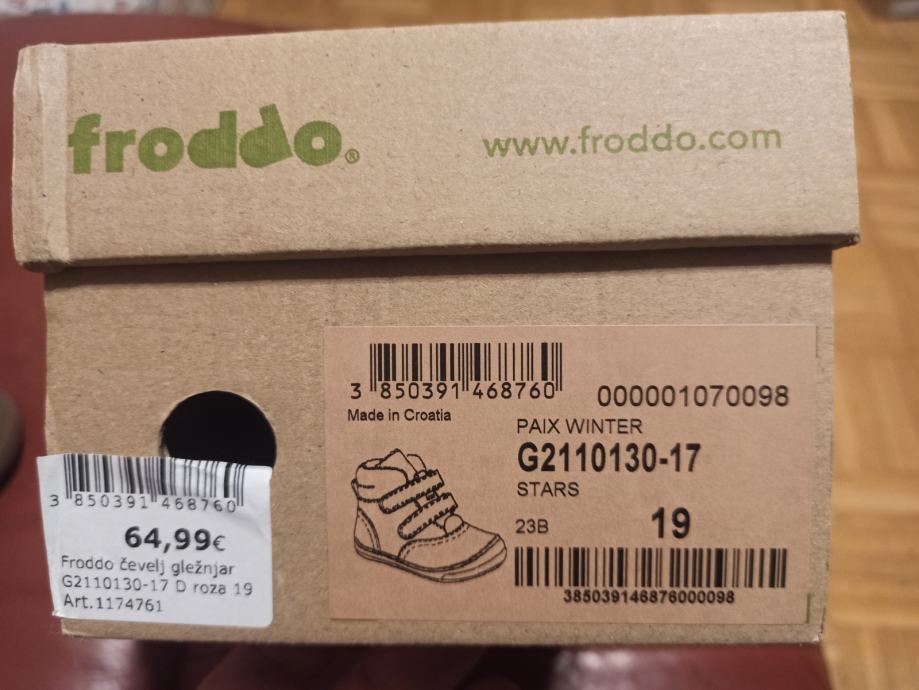 froddo®
www.froddo.com
3 850391 468760
000001070098
Made in Croatia
PAIX WINTER
G2110130-17
STARS
23B
19
385039146876000098
3 850391 468760
64,99€
Froddo čevelj gležnjar
G2110130-17 D roza 19
Art.1174761